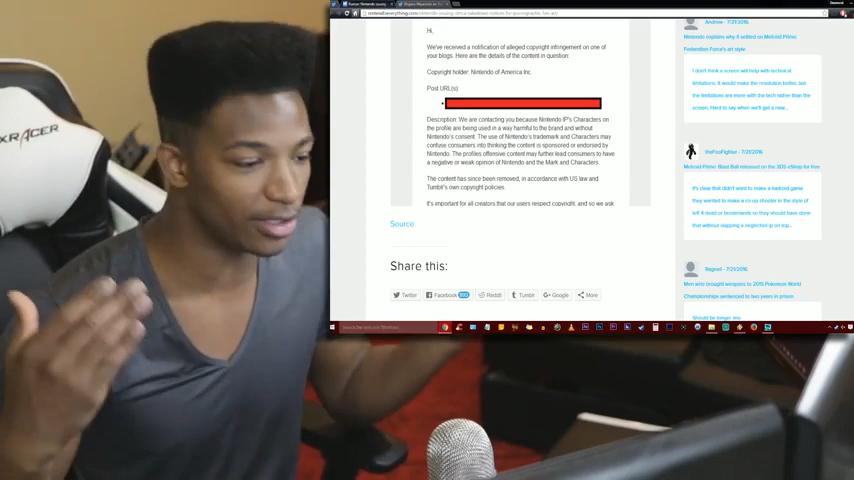 Hi,
We've received a notification of alleged copyright infringement on one of
your blogs. Here are the details of the content in question:
Copyright holder: Nintendo of America Inc.
Post URL(s):
Description: We are contacting you because Nintendo IP's Characters on
the profile are being used in a way harmful to the brand and without
Nintendo's consent. The use of Nintendo's trademark and Characters may
confuse consumers into thinking the content is sponsored or endorsed by
Nintendo. The profiles offensive content may further lead consumers to have
a negative or weak opinion of Nintendo and the Mark and Characters.
The content has since been removed, in accordance with US law and
Tumblr's own copyright policies.
It's important for all creators that our users respect copyright, and so we ask
Source
Share this:
Twitter
Facebook
Reddit
Tumblr
Google
More
Andrew - 7/21/2016
Nintendo explains why it settled on Metroid Prime:
Federation Force's art style
I don't think a screen will help with technical
limitations. It would make the resolution better, but
the limitations are more with the tech rather than the
screen. Hard to say when we'll get a new...
theFooFighter - 7/21/2016
Metroid Prime: Blast Ball released on the 3DS eShop for free
It's clear that didn't want to make a metroid game
they wanted to make a co-up shooter in the style of
left 4 dead or borderlands so they should have done
that without slapping a neglected ip on top...
7/21/2016
Men who brought weapons to 2015 Pokemon World
Championships sentenced to two years in prison
Should be longer imo
XRACER